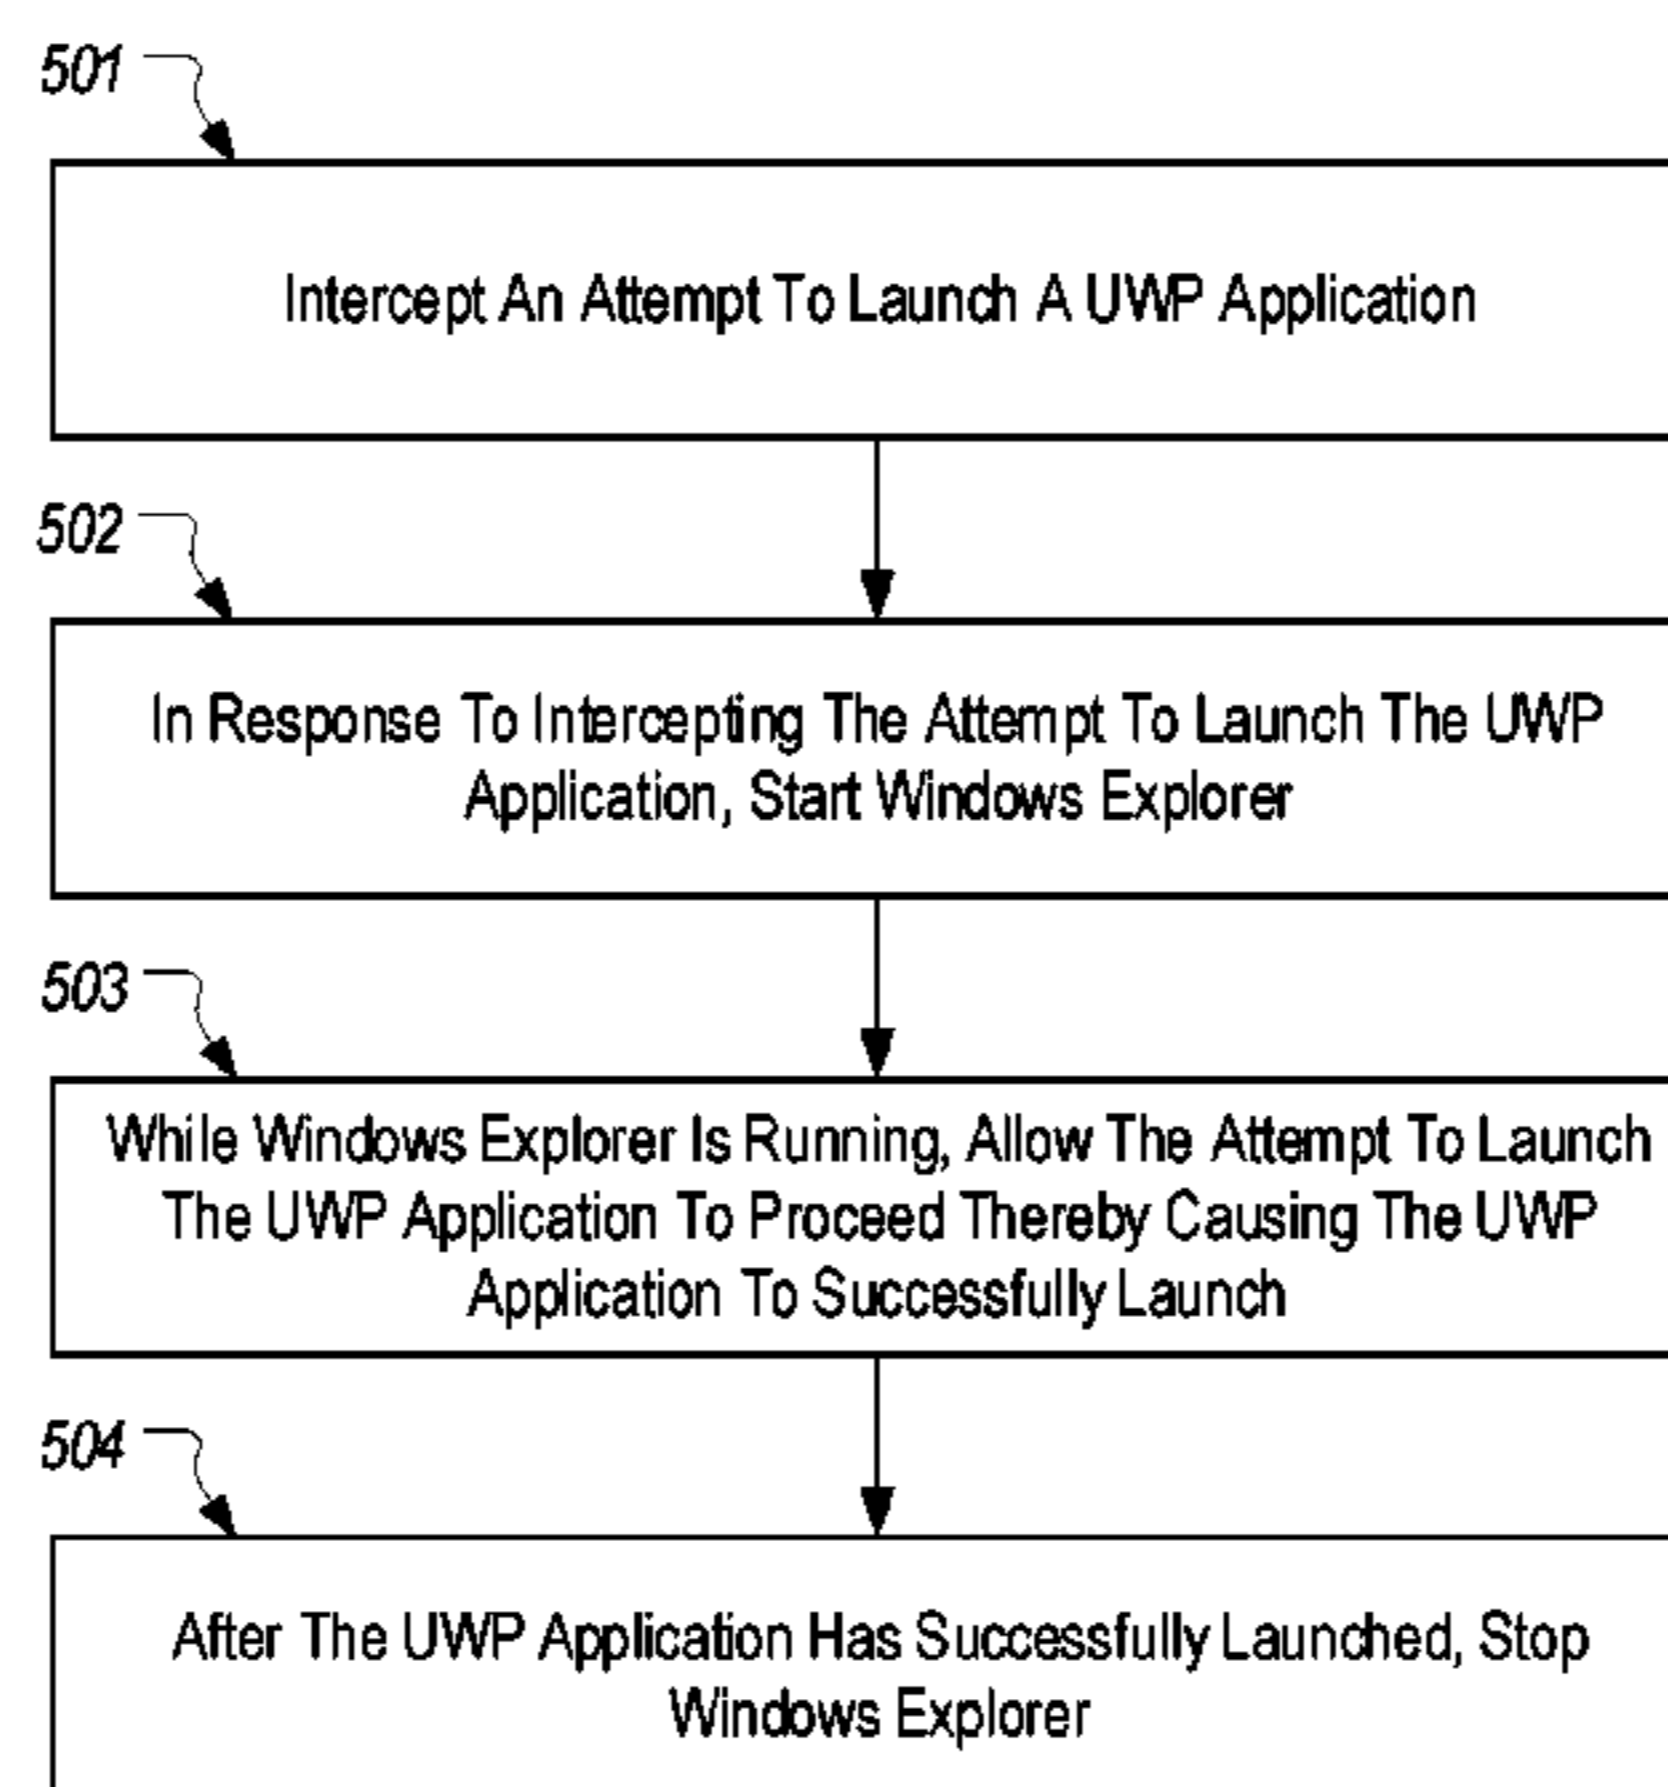 501
Intercept An Attempt To Launch A UWP Application
502
In Response To Intercepting The Attempt To Launch The UWP
Application, Start Windows Explorer
503
While Windows Explorer Is Running, Allow The Attempt To Launch
The UWP Application To Proceed Thereby Causing The UWP
Application To Successfully Launch
504
After The UWP Application Has Successfully Launched, Stop
Windows Explorer